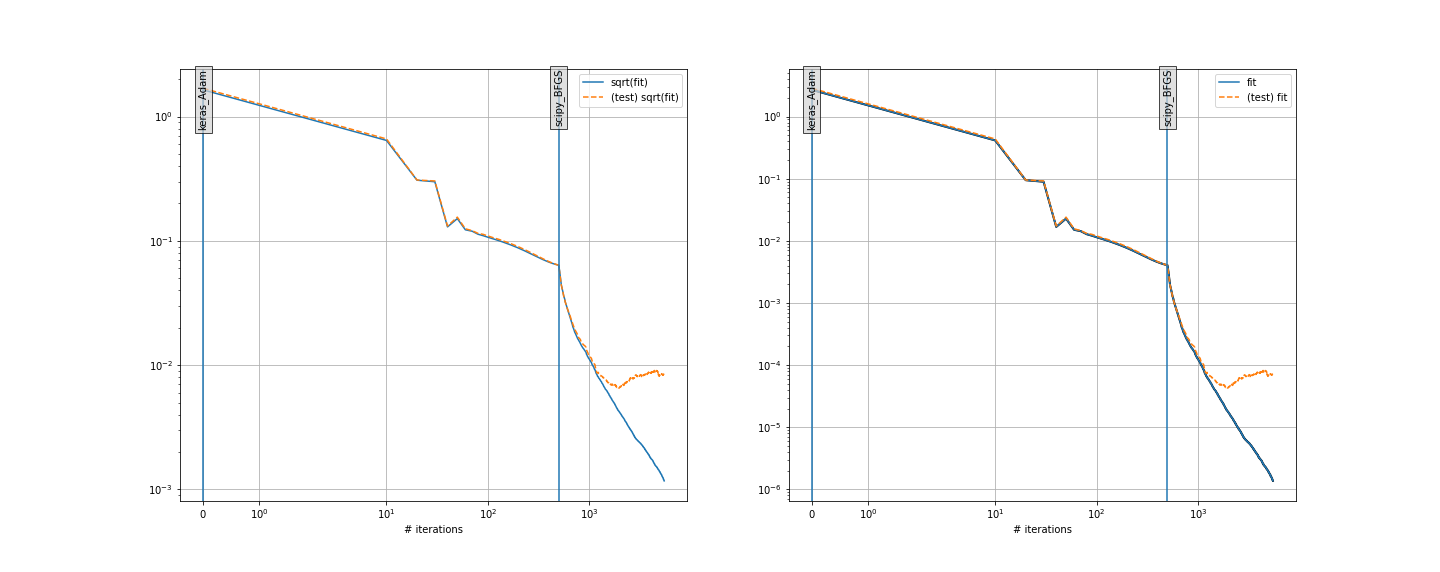 keras_Adam
scipy_BFGS
sqrt(fit)
(test) sqrt(fit)
10⁰
10⁻¹
10⁻²
10⁻³
0
10⁰
10¹
10²
10³
# iterations
keras_Adam
scipy_BFGS
fit
(test) fit
10⁰
10⁻¹
10⁻²
10⁻³
10⁻⁴
10⁻⁵
10⁻⁶
0
10⁰
10¹
10²
10³
# iterations